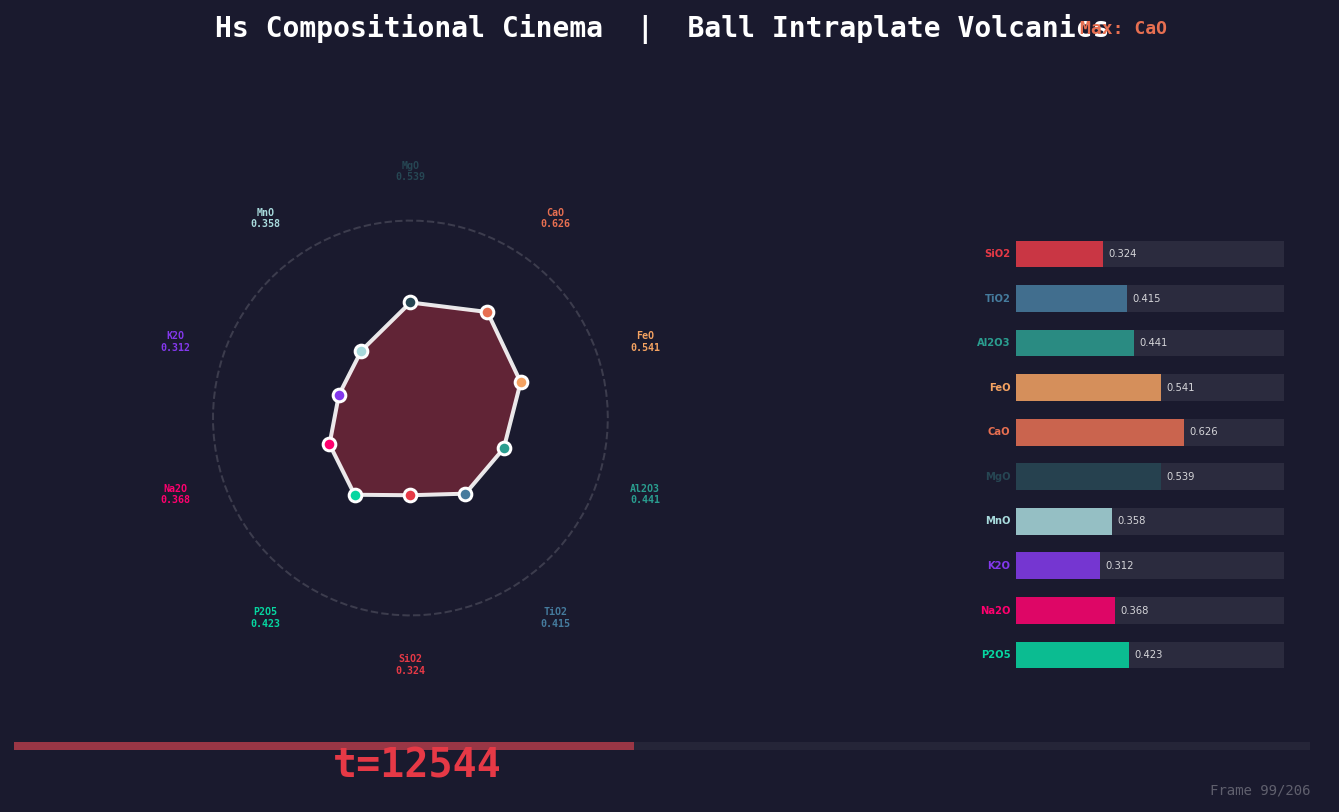 Hs Compositional Cinema | Ball Intraplate Volcanics
Max: CaO
MgO
0.539
MnO
0.358
CaO
0.626
K2O
0.312
FeO
0.541
Na2O
0.368
Al2O3
0.441
P2O5
0.423
TiO2
0.415
SiO2
0.324
SiO2 0.324
TiO2 0.415
Al2O3 0.441
FeO 0.541
CaO 0.626
MgO 0.539
MnO 0.358
K2O 0.312
Na2O 0.368
P2O5 0.423
t=12544
Frame 99/206